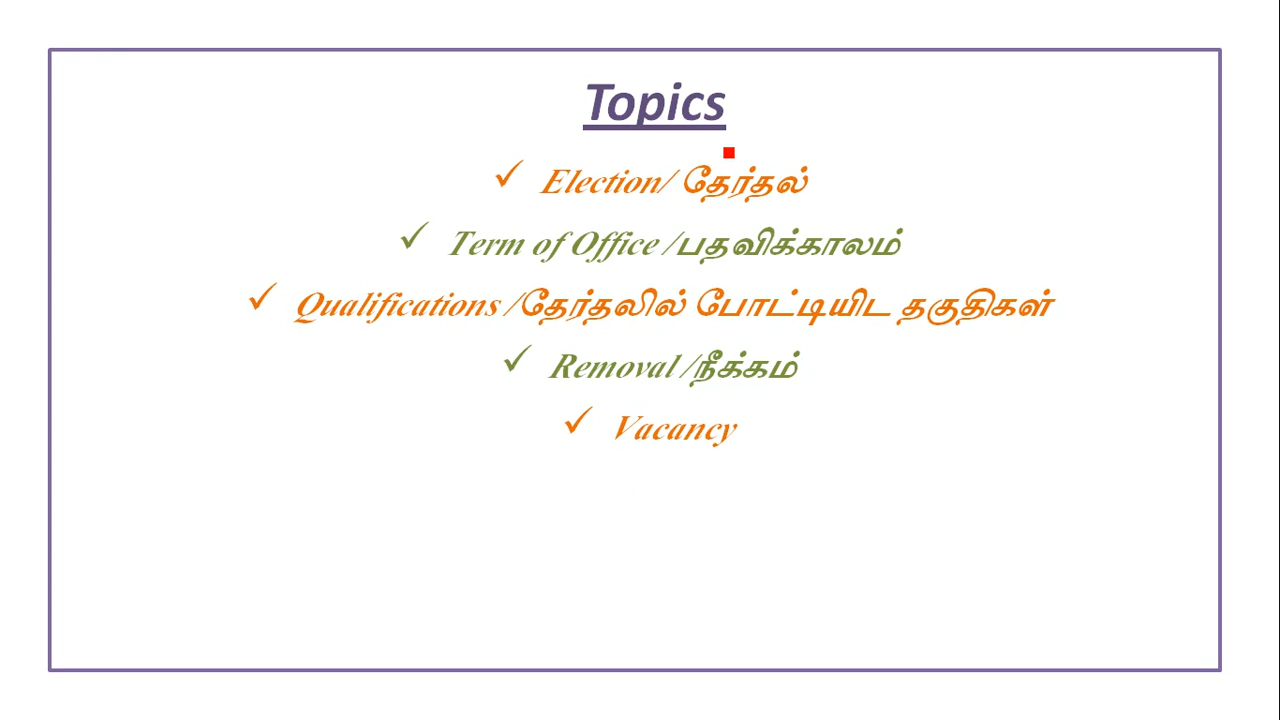 Topics
✓ Election/ தேர்தல்
✓ Term of Office /பதவிக்காலம்
✓ Qualifications /தேர்தலில் போட்டியிட தகுதிகள்
✓ Removal /நீக்கம்
✓ Vacancy